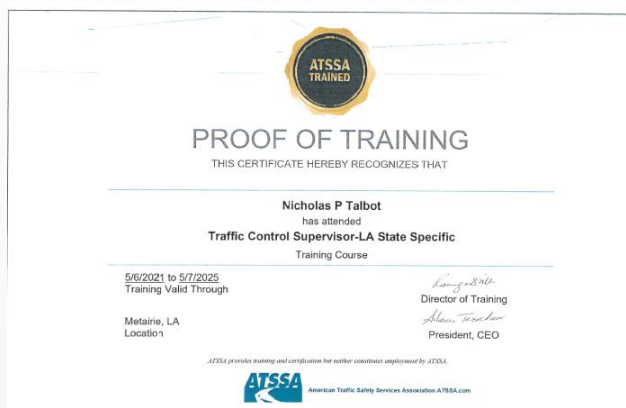 ATSSA
TRAINED
PROOF OF TRAINING
THIS CERTIFICATE HEREBY RECOGNIZES THAT
Nicholas P Talbot
has attended
Traffic Control Supervisor-LA State Specific
Training Course
5/6/2021 to 5/7/2025
Training Valid Through
Director of Training
Metairie, LA
Location
President, CEO
ATSSA provides training and certification but neither constitutes employment by ATSSA.
ATSSA
American Traffic Safety Services Association ATSSA.com